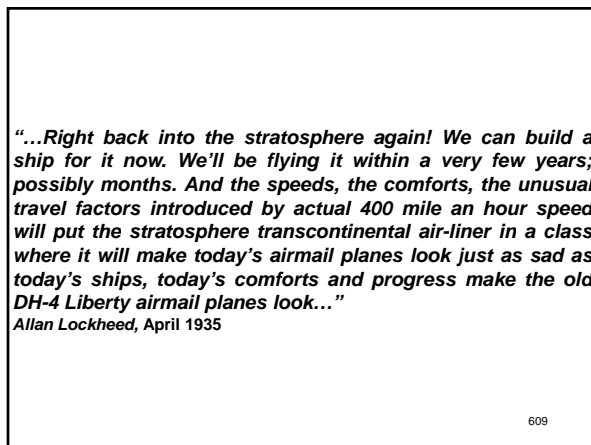 “…Right back into the stratosphere again! We can build a
ship for it now. We’ll be flying it within a very few years;
possibly months. And the speeds, the comforts, the unusual
travel factors introduced by actual 400 mile an hour speed
will put the stratosphere transcontinental air-liner in a class
where it will make today’s airmail planes look just as sad as
today’s ships, today’s comforts and progress make the old
DH-4 Liberty airmail planes look…”
Allan Lockheed, April 1935
609